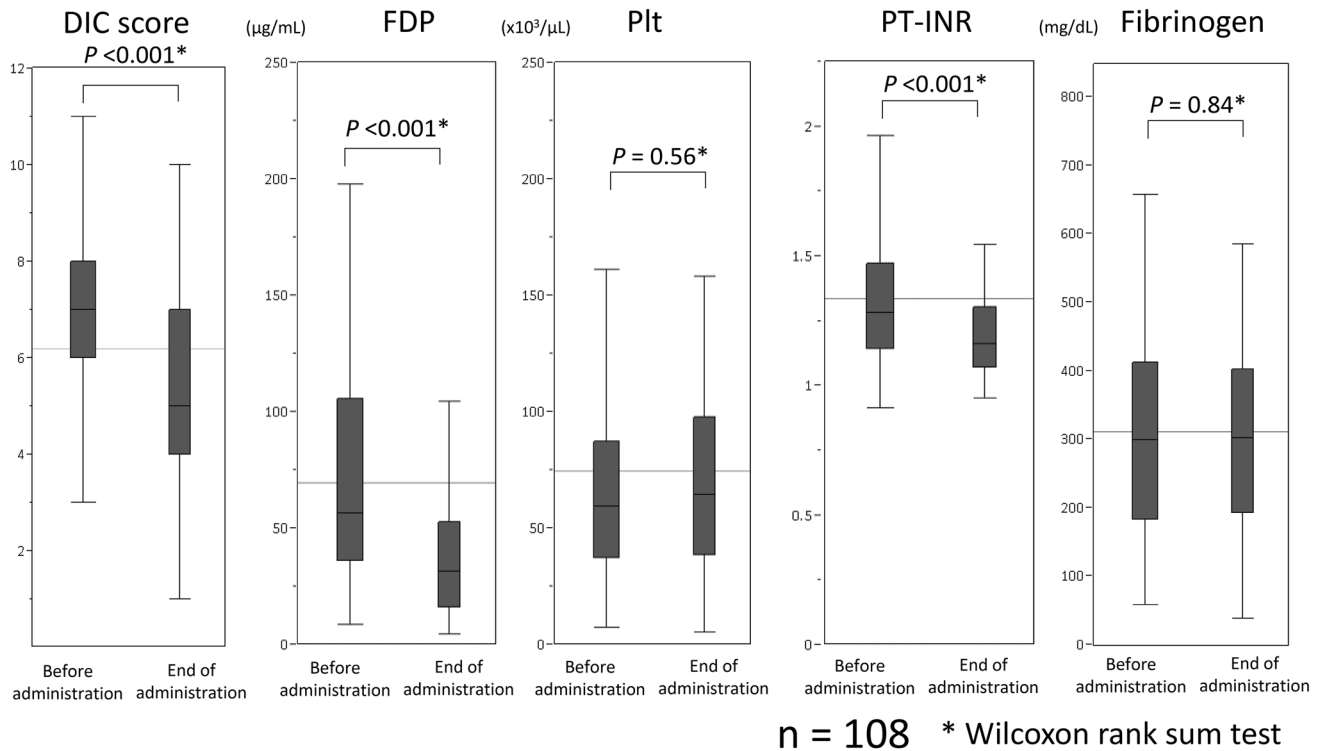 DIC score
P <0.001*
12
10
8
6
4
2
Before
administration
End of
administration
(µg/mL)
FDP
P <0.001*
250
200
150
100
50
0
Before
administration
End of
administration
(x10³/µL)
Plt
P = 0.56*
250
200
150
100
50
0
Before
administration
End of
administration
PT-INR
P <0.001*
2
1.5
1
0.5
0
Before
administration
End of
administration
(mg/dL)
Fibrinogen
P = 0.84*
800
700
600
500
400
300
200
100
0
Before
administration
End of
administration
n = 108 * Wilcoxon rank sum test